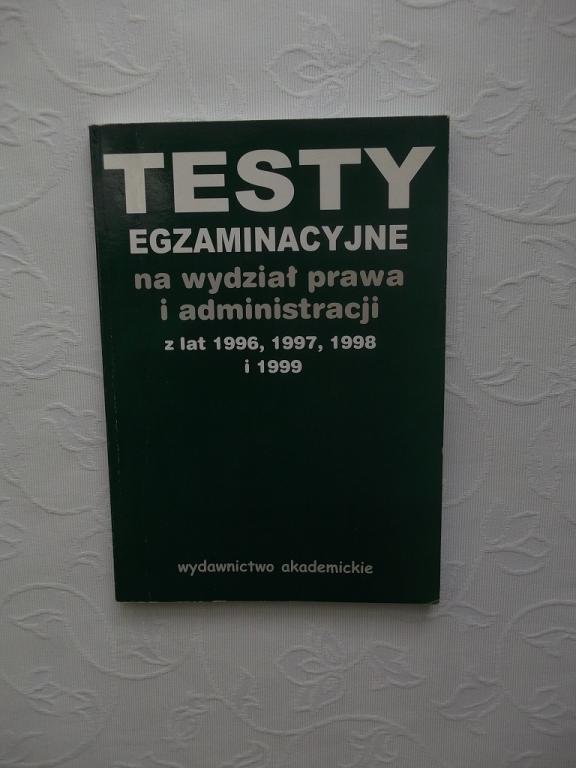 TESTY
EGZAMINACYJNE
na wydział prawa
i administracji
z lat 1996, 1997, 1998
i 1999
wydawnictwo akademickie